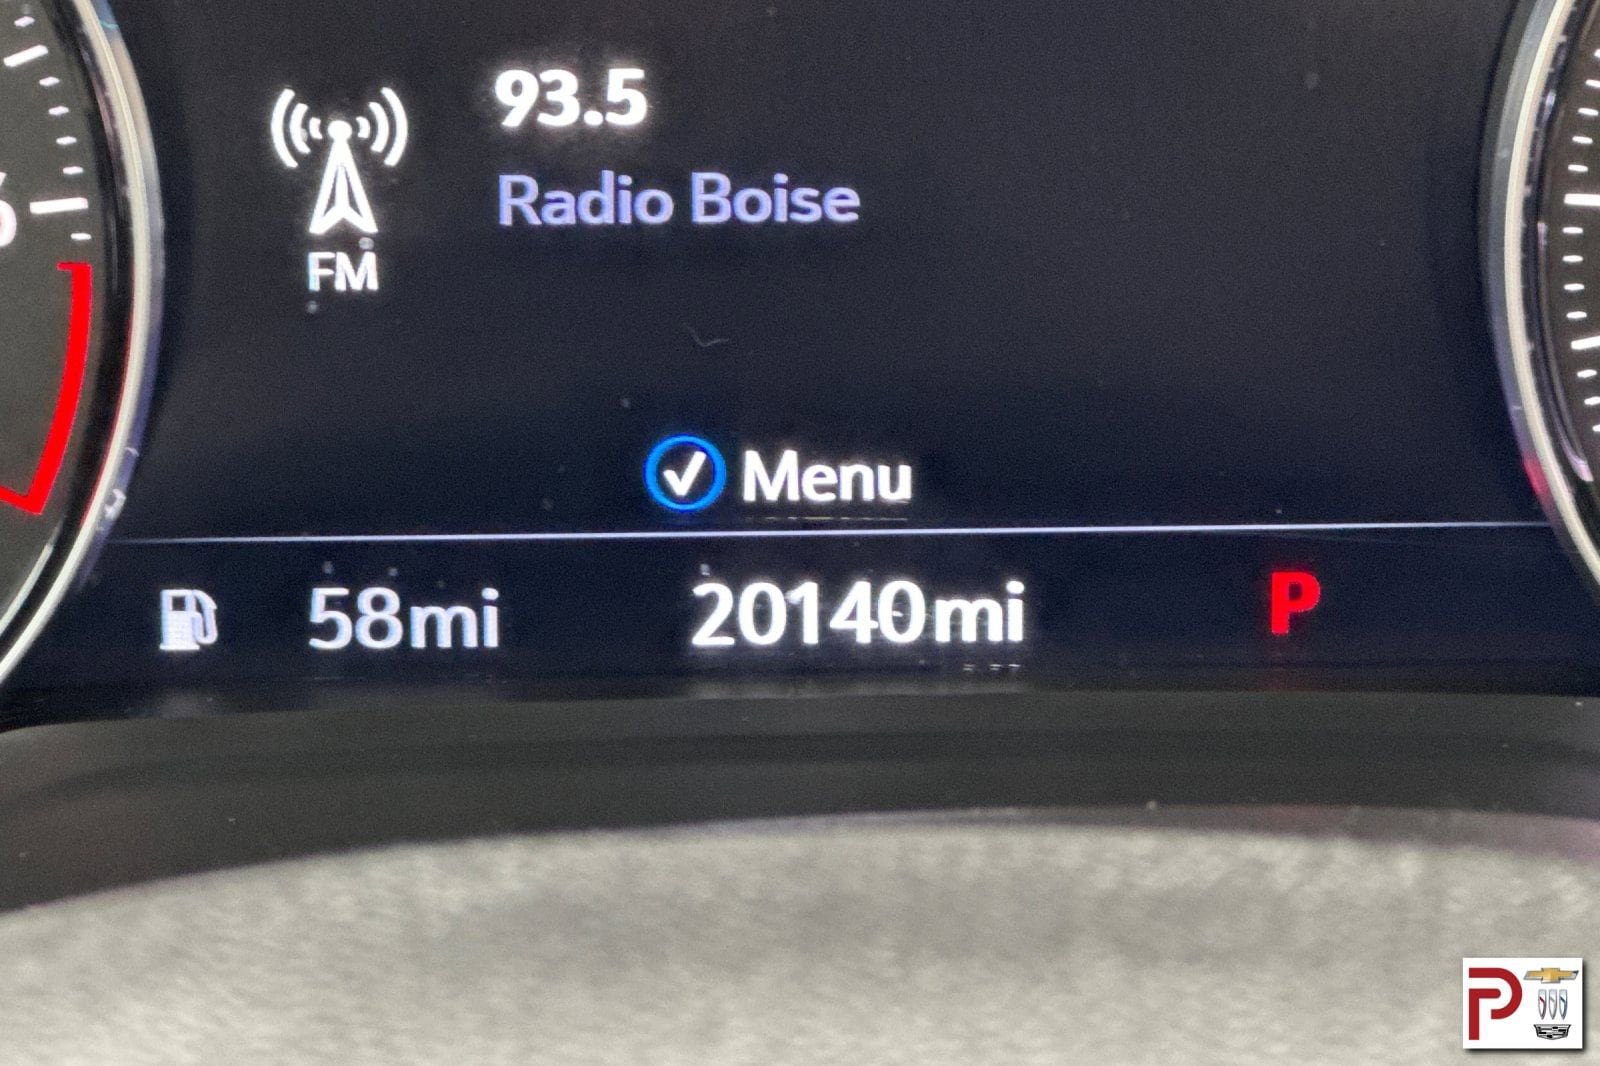 93.5
Radio Boise
FM
Menu
58mi
20140mi
P
P